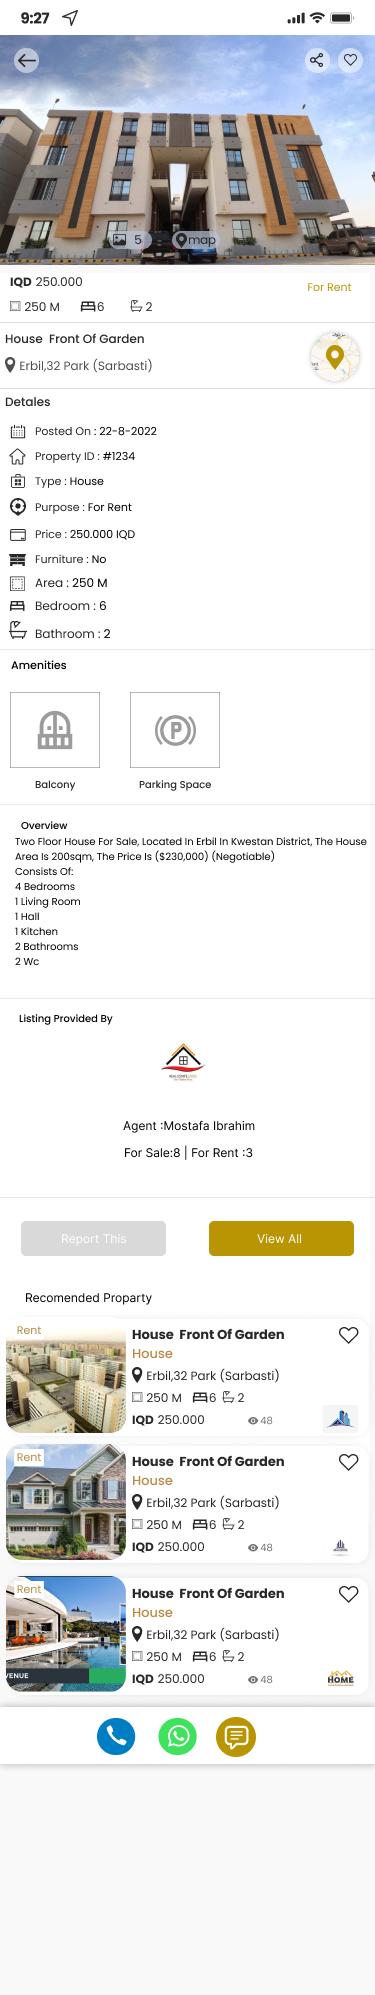 9:27
5
map
IQD 250.000
For Rent
250 M 6 2
House Front Of Garden
Erbil,32 Park (Sarbasti)
Detales
Posted On : 22-8-2022
Property ID : #1234
Type : House
Purpose : For Rent
Price : 250.000 IQD
Furniture : No
Area : 250 M
Bedroom : 6
Bathroom : 2
Amenities
Balcony Parking Space
Overview
Two Floor House For Sale, Located In Erbil In Kwestan District, The House
Area Is 200sqm, The Price Is ($230,000) (Negotiable)
Consists Of:
4 Bedrooms
1 Living Room
1 Hall
1 Kitchen
2 Bathrooms
2 Wc
Listing Provided By
Agent :Mostafa Ibrahim
For Sale:8 | For Rent :3
Report This View All
Recomended Proparty
Rent
House Front Of Garden
House
Erbil,32 Park (Sarbasti)
250 M 6 2
IQD 250.000 48
Rent
House Front Of Garden
House
Erbil,32 Park (Sarbasti)
250 M 6 2
IQD 250.000 48
Rent
House Front Of Garden
House
Erbil,32 Park (Sarbasti)
250 M 6 2
IQD 250.000 48
VENUE
HOME